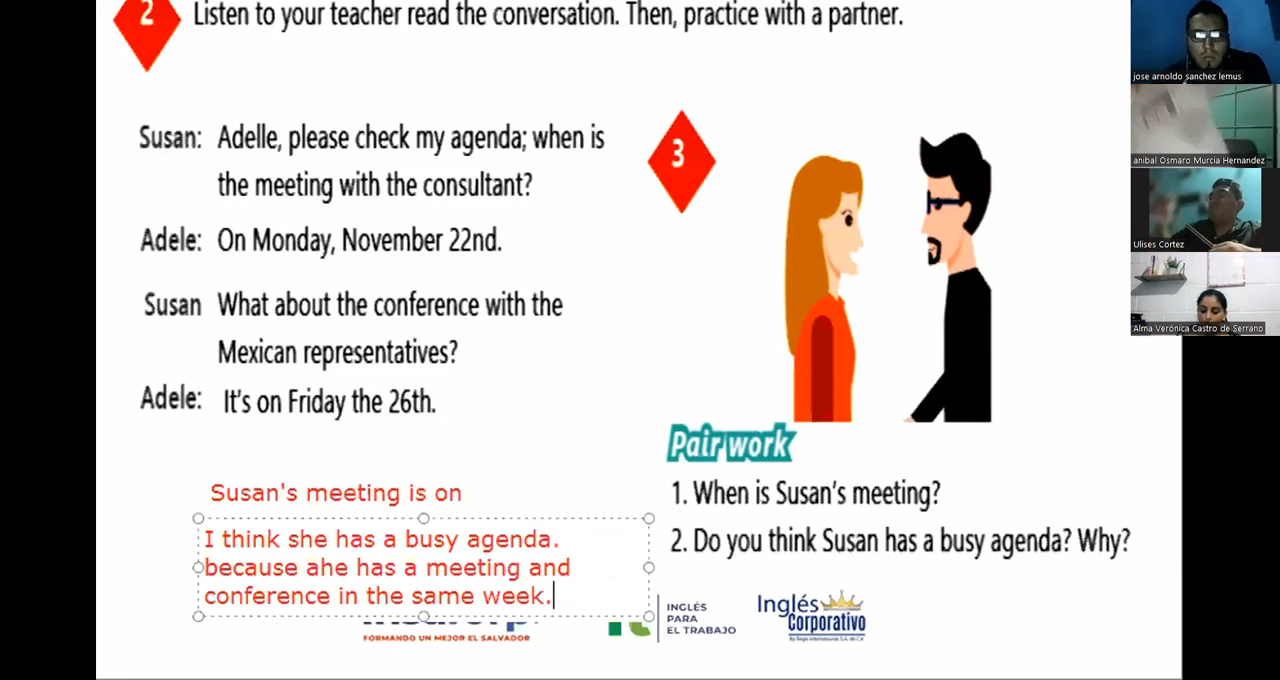 2 Listen to your teacher read the conversation. Then, practice with a partner.
Susan: Adelle, please check my agenda; when is
the meeting with the consultant?
Adele: On Monday, November 22nd.
Susan What about the conference with the
Mexican representatives?
Adele: It's on Friday the 26th.
Susan's meeting is on
I think she has a busy agenda.
because ahe has a meeting and
conference in the same week.
FORMANDO UN MEJOR EL SALVADOR
3
Pair work
1. When is Susan's meeting?
2. Do you think Susan has a busy agenda? Why?
INGLÉS
PARA
EL TRABAJO
Inglés
Corporativo
jose arnoldo sanchez lemus
anibal Osmaro Murcia Hernandez
Ulises Cortez
Alma Verónica Castro de Serrano